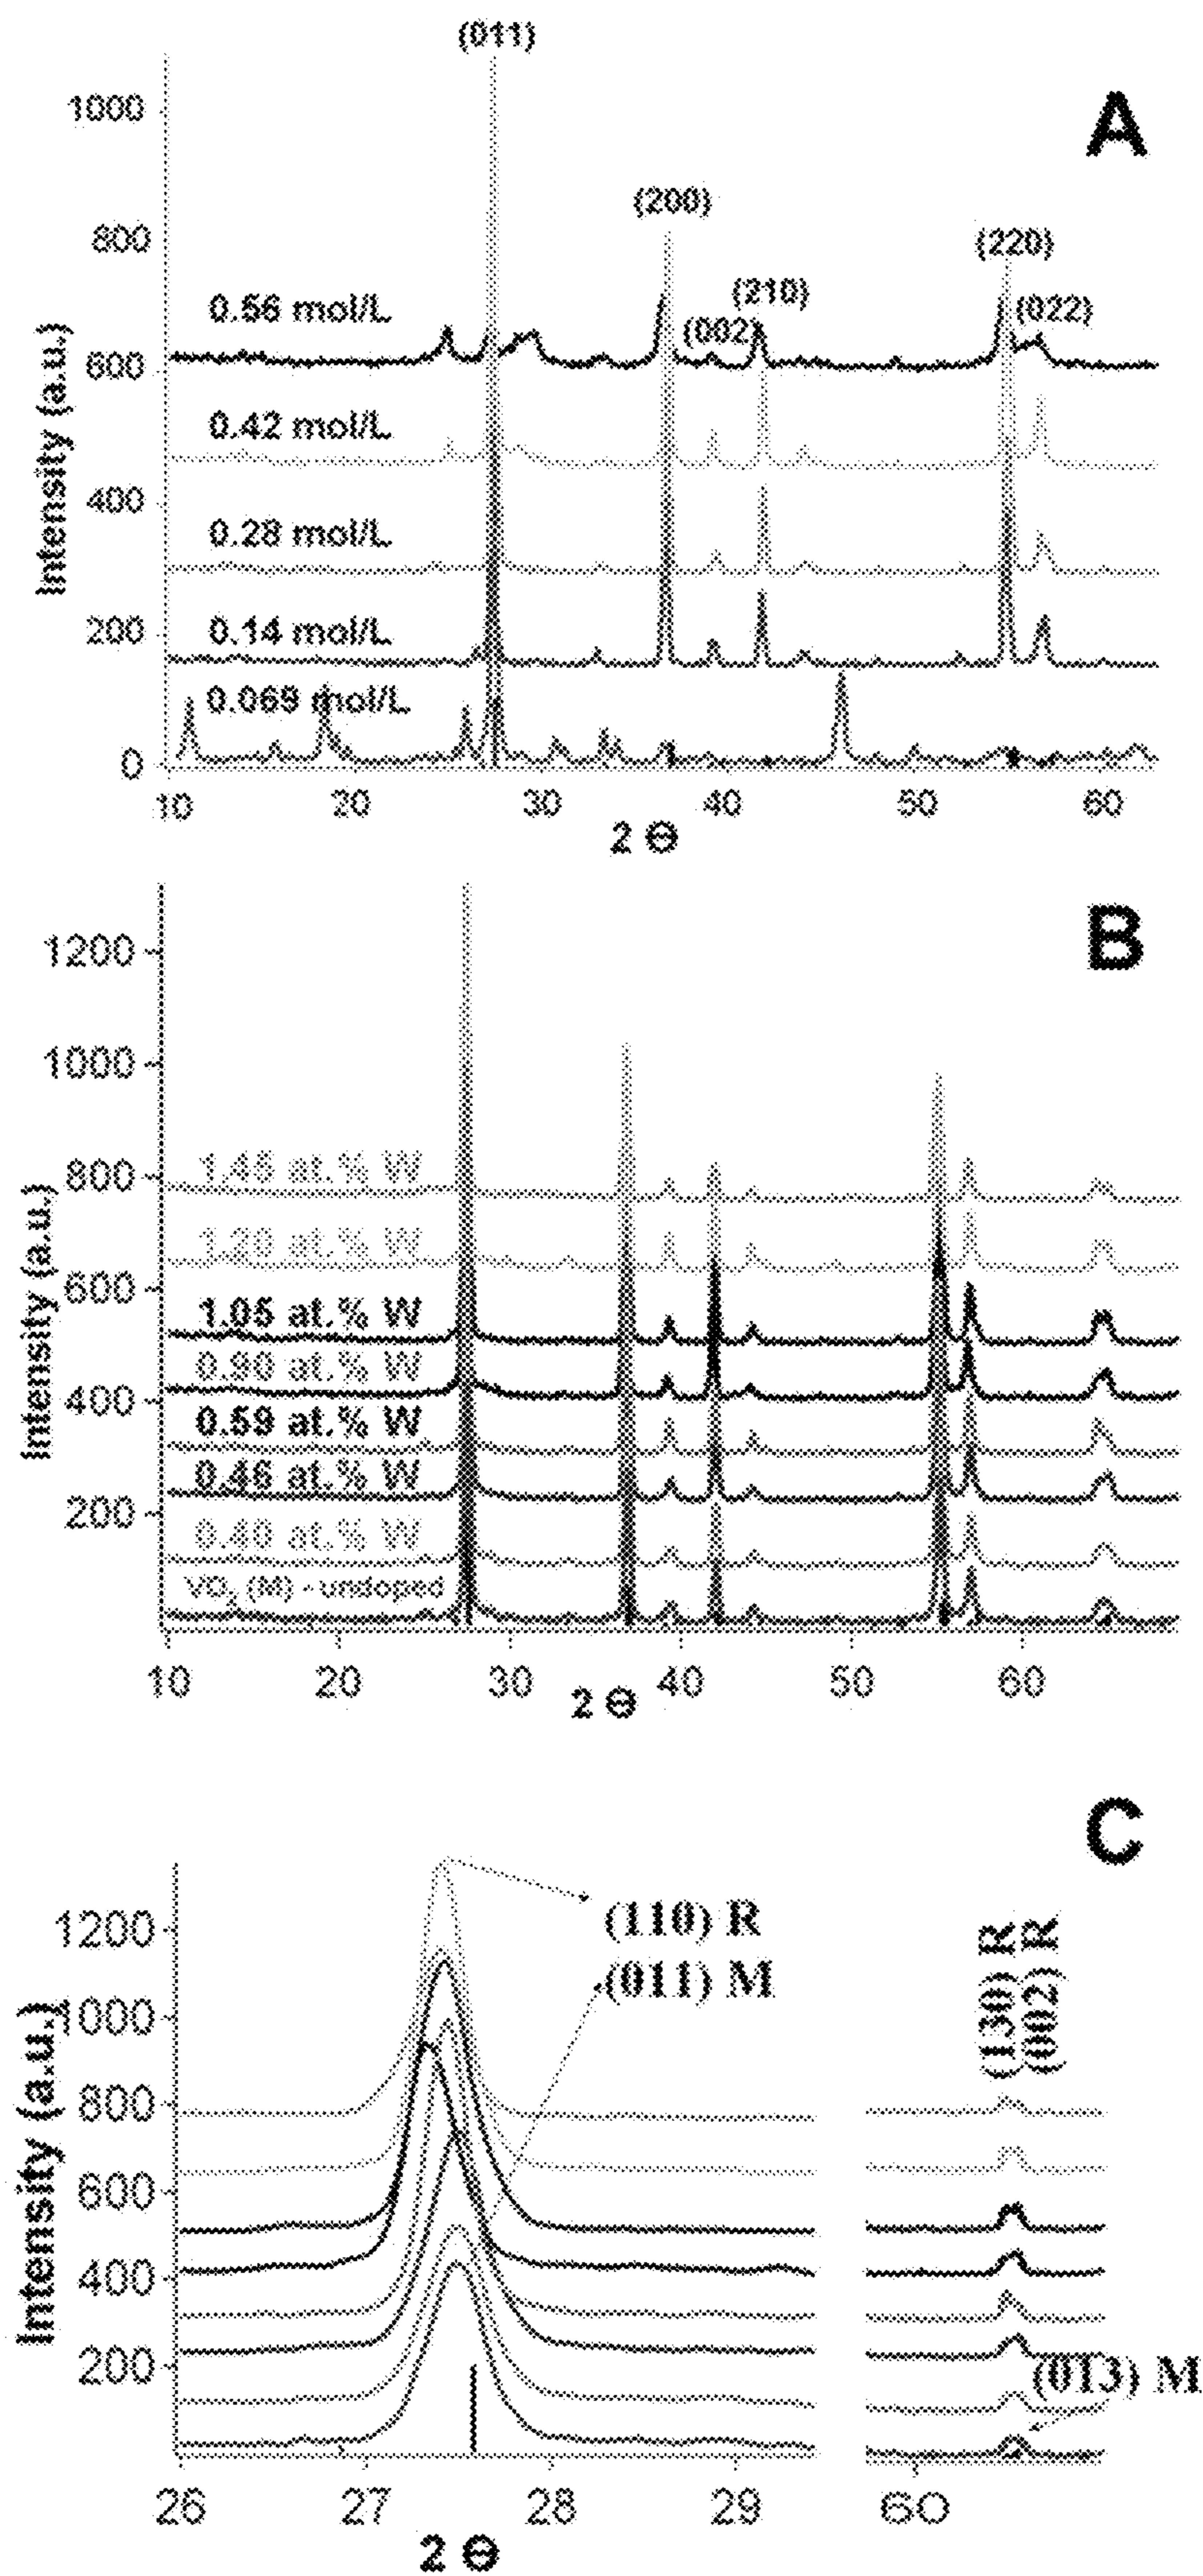 A
(011)
1000
(200)
800
(220)
(210)
0.56 mol/L
(022)
(002)
600
0.42 mol/L
400
0.28 mol/L
200
0.14 mol/L
0.069 mol/L
0
10 20 30 40 50 60
2 Θ
Intensity (a.u.)
B
1200
1000
1.45 at.% W
800
1.20 at.% W
600
1.05 at.% W
0.90 at.% W
400
0.59 at.% W
0.46 at.% W
200
0.40 at.% W
VO2 (M) - undoped
10 20 30 40 50 60
2 Θ
Intensity (a.u.)
C
1200
(110) R
(011) M
(130) R
(002) R
1000
800
600
400
200
(013) M
26 27 28 29 60
2 Θ
Intensity (a.u.)